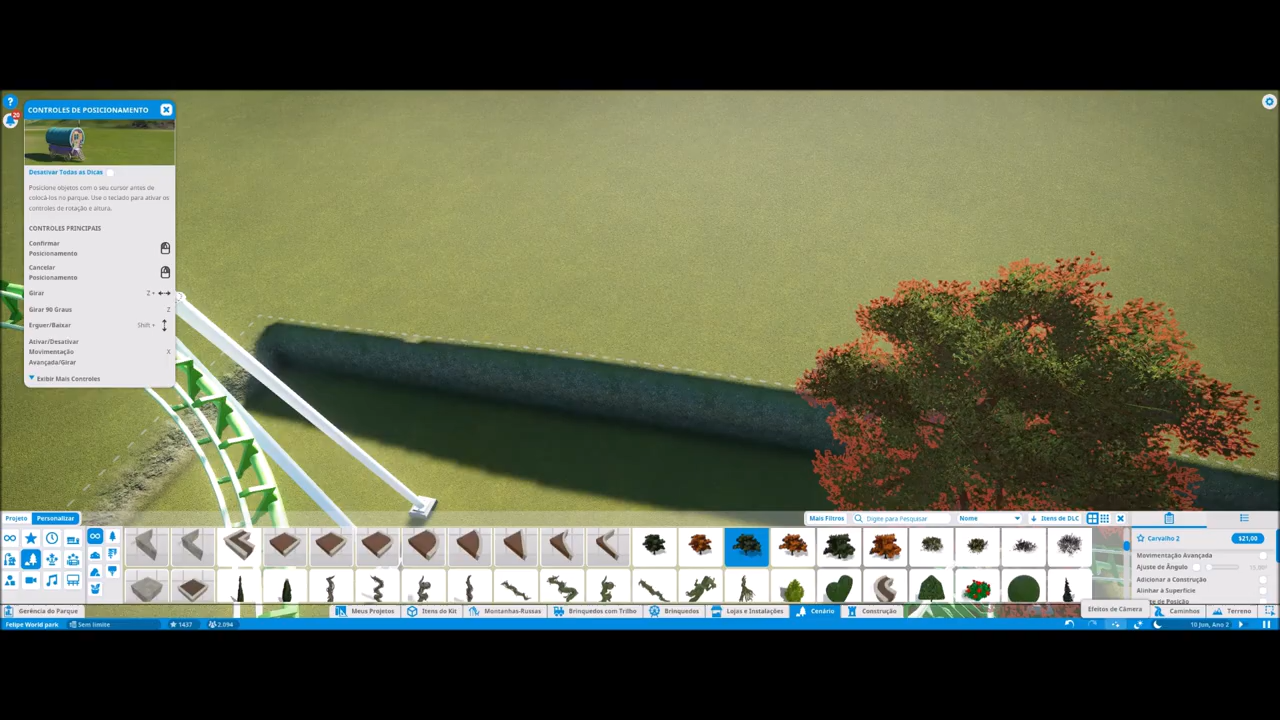 ?
20
CONTROLES DE POSICIONAMENTO
Desativar Todas as Dicas
Posicione objetos com o seu cursor antes de
colocá-los no parque. Use o teclado para ativar os
controles de rotação e altura.
CONTROLES PRINCIPAIS
Confirmar
Posicionamento
Cancelar
Posicionamento
Girar Z +
Girar 90 Graus Z
Erguer/Baixar Shift +
Ativar/Desativar
Movimentação X
Avançada/Girar
Exibir Mais Controles
Projeto Personalizar
Mais Filtros Digite para Pesquisar Nome Itens de DLC
Carvalho 2 $21,00
Movimentação Avançada
Ajuste de Ângulo
Adicionar a Construção
Alinhar à Superfície
Efeitos de Câmera
Gerência do Parque Meus Projetos Itens do Kit Montanhas-Russas Brinquedos com Trilho Brinquedos Lojas e Instalações Cenário Construção Caminhos Terreno
Felipe World park Sem limite 1437 2.094 10 Jun, Ano 2